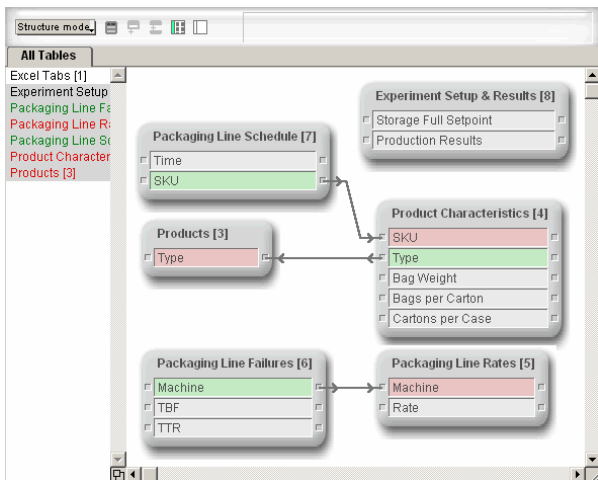 Structure mode
All Tables
Excel Tabs [1]
Experiment Setup
Packaging Line Fa
Packaging Line Ra
Packaging Line Sc
Product Character
Products [3]
Experiment Setup & Results [8]
Storage Full Setpoint
Production Results
Packaging Line Schedule [7]
Time
SKU
Products [3]
Type
Product Characteristics [4]
SKU
Type
Bag Weight
Bags per Carton
Cartons per Case
Packaging Line Failures [6]
Machine
TBF
TTR
Packaging Line Rates [5]
Machine
Rate